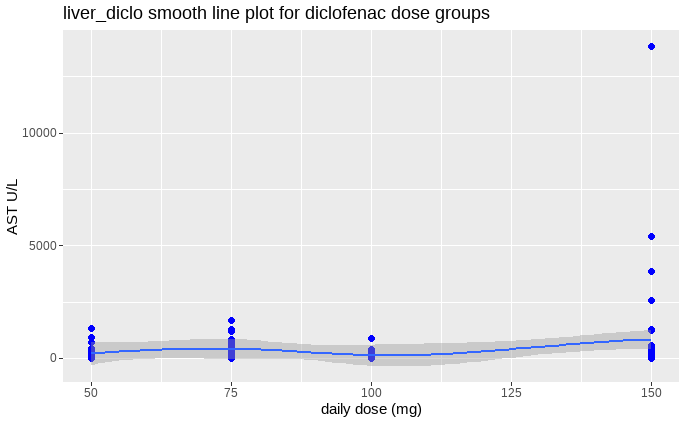 liver_diclo smooth line plot for diclofenac dose groups
AST U/L
10000
5000
0
50 75 100 125 150
daily dose (mg)